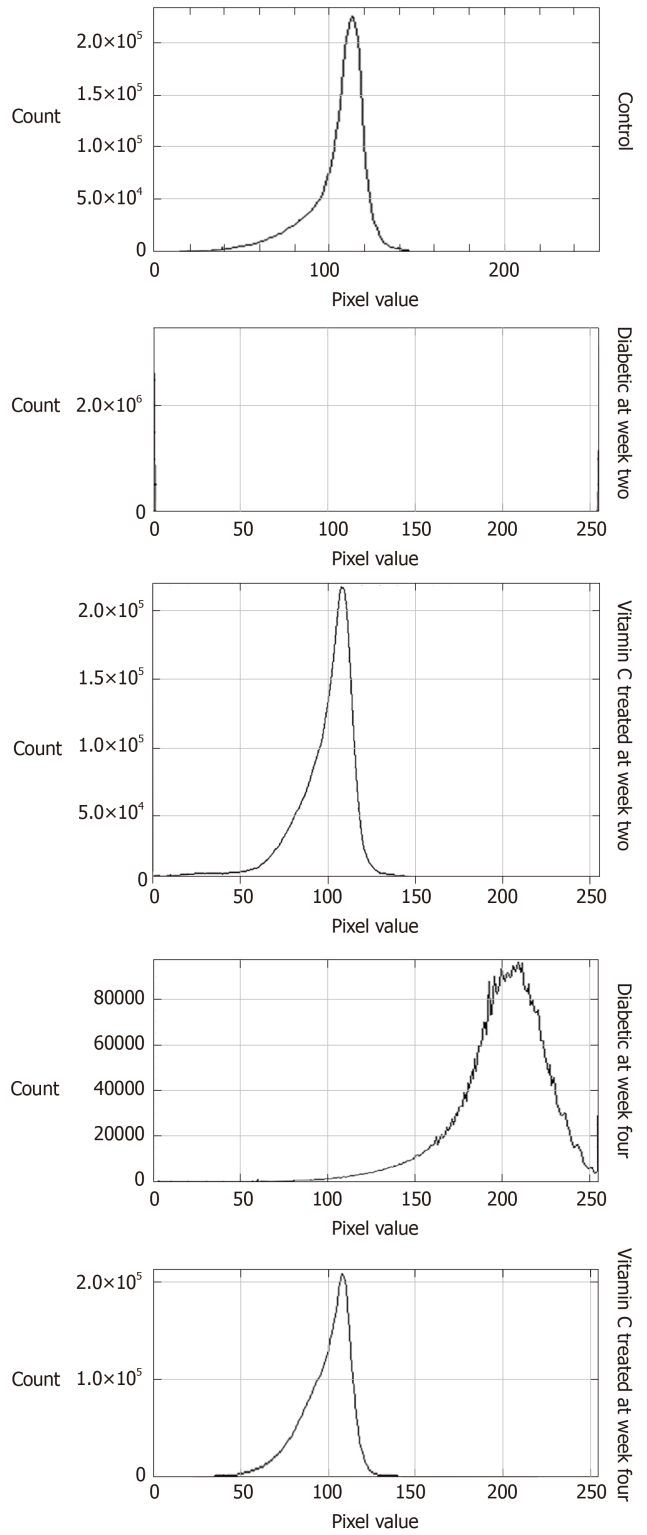 2.0×10⁵
1.5×10⁵
Count
1.0×10⁵
5.0×10⁴
0
0 100 200
Pixel value
Control
Count 2.0×10⁶
0
0 50 100 150 200 250
Pixel value
Diabetic at week two
2.0×10⁵
1.5×10⁵
Count 1.0×10⁵
5.0×10⁴
0
0 50 100 150 200 250
Pixel value
Vitamin C treated at week two
80000
60000
Count 40000
20000
0
0 50 100 150 200 250
Pixel value
Diabetic at week four
2.0×10⁵
Count 1.0×10⁵
0
0 50 100 150 200 250
Pixel value
Vitamin C treated at week four